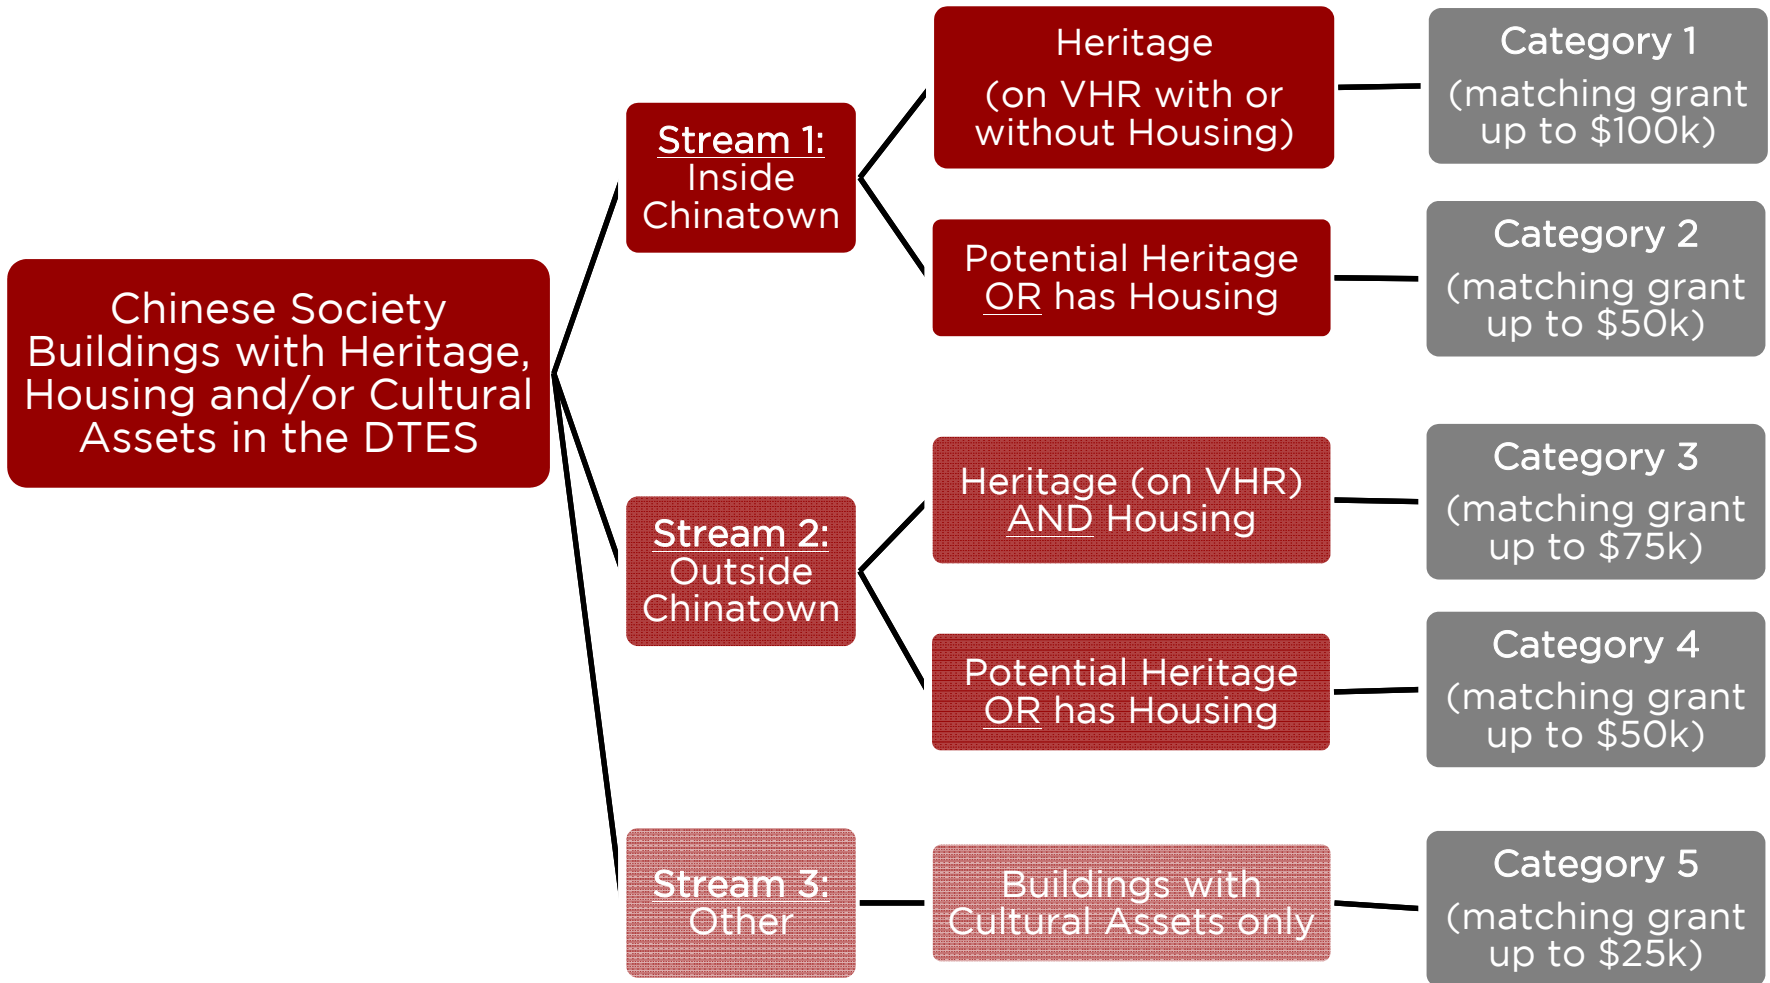 Chinese Society
Buildings with Heritage,
Housing and/or Cultural
Assets in the DTES
Stream 1:
Inside
Chinatown
Heritage
(on VHR with or
without Housing)
Category 1
(matching grant
up to $100k)
Potential Heritage
OR has Housing
Category 2
(matching grant
up to $50k)
Stream 2:
Outside
Chinatown
Heritage (on VHR)
AND Housing
Category 3
(matching grant
up to $75k)
Potential Heritage
OR has Housing
Category 4
(matching grant
up to $50k)
Stream 3:
Other
Buildings with
Cultural Assets only
Category 5
(matching grant
up to $25k)